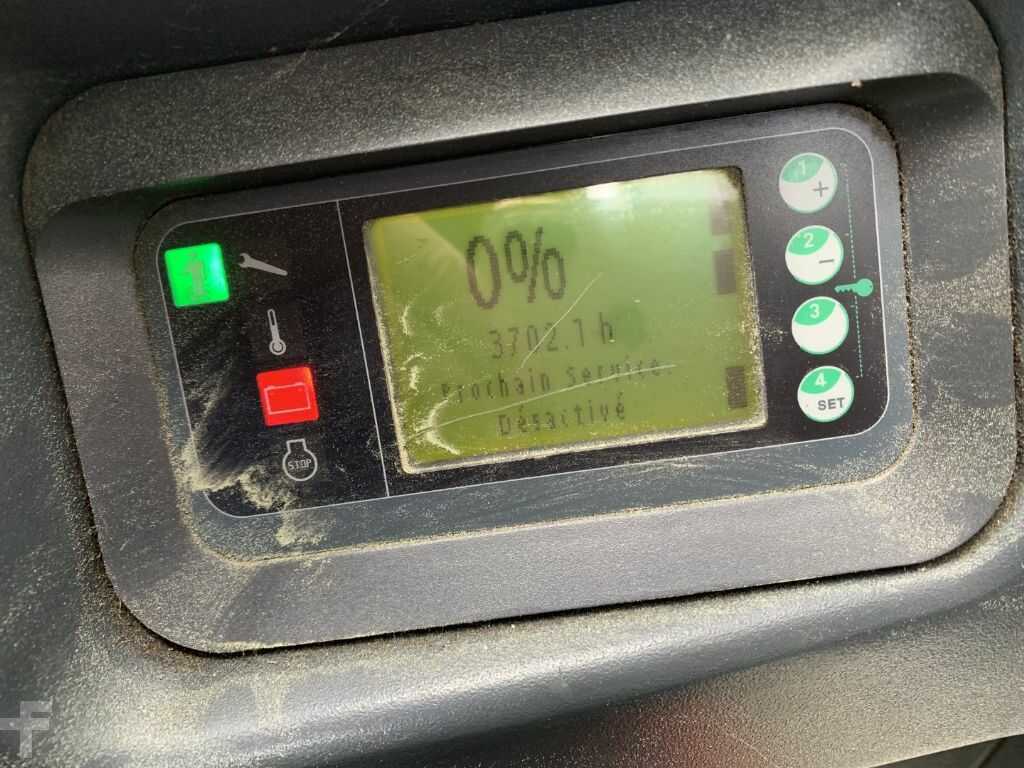 0%
3702.1 h
Prochain Service
Désactivé
1
+
2
−
3
4
SET
STOP